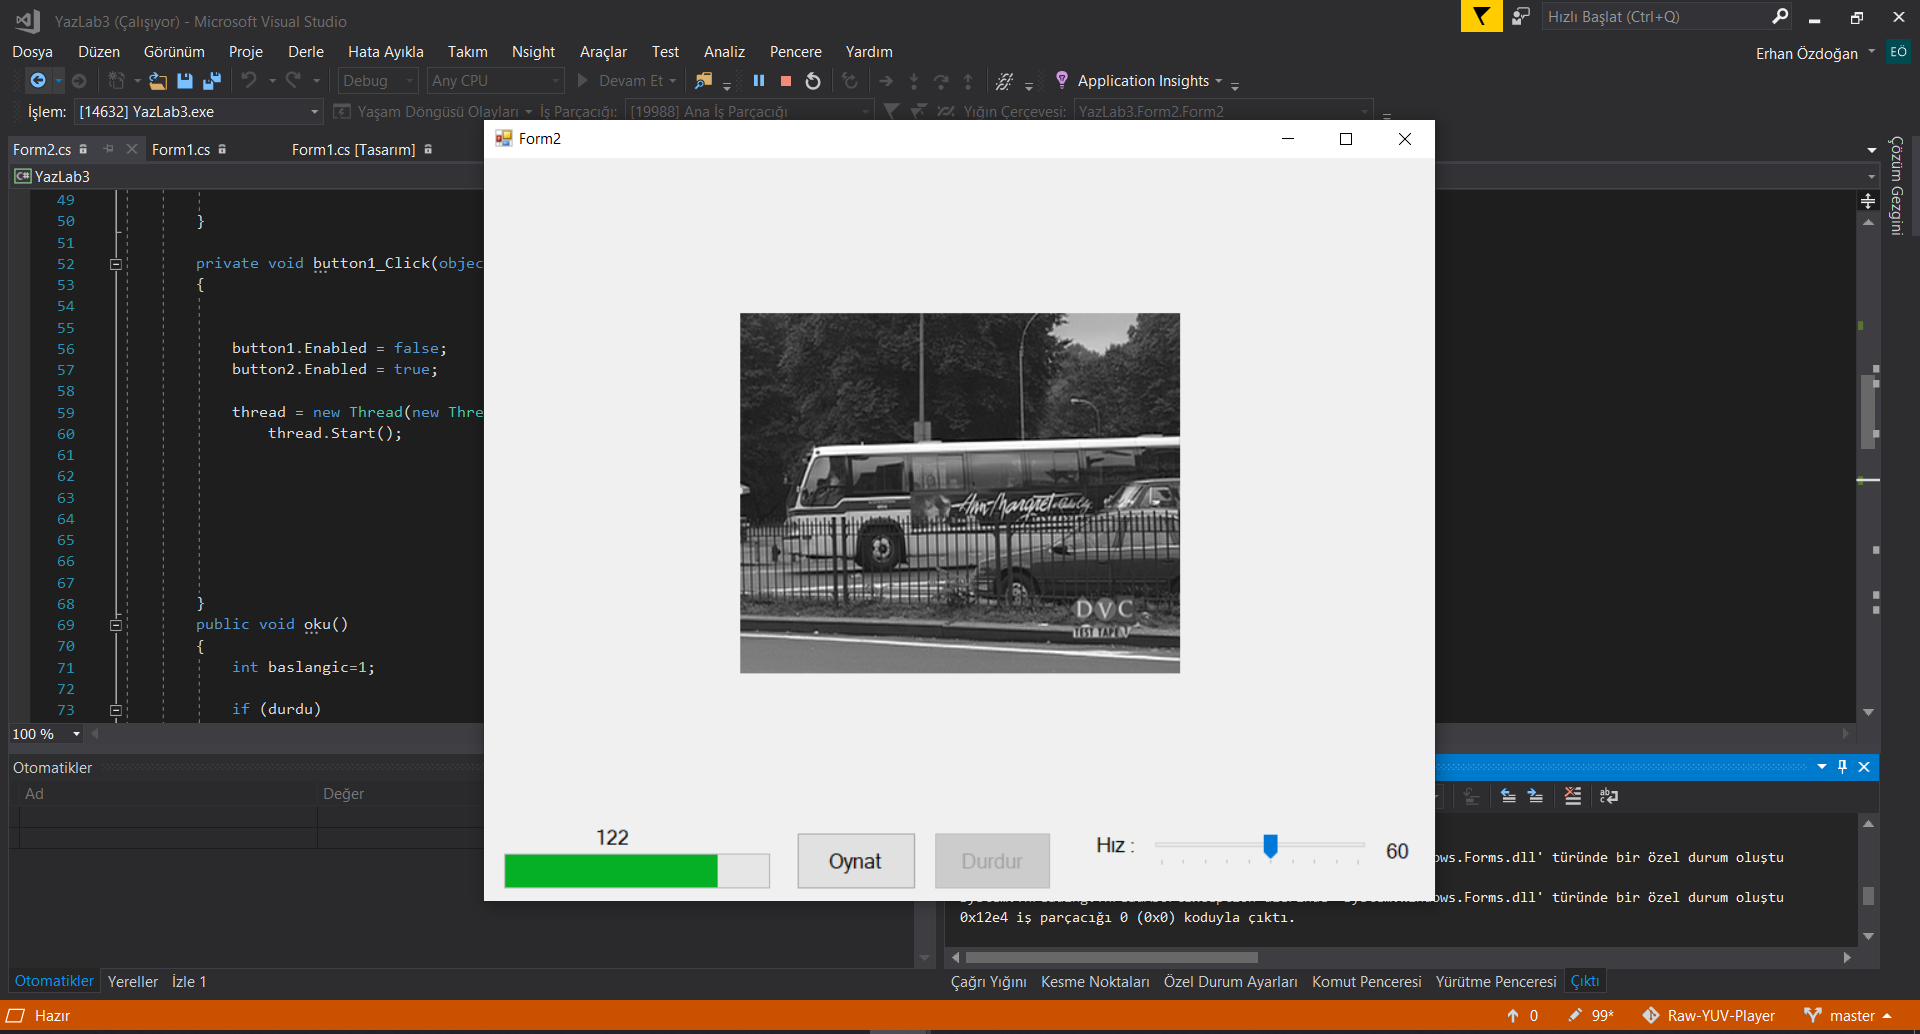 YazLab3 (Çalışıyor) - Microsoft Visual Studio
Hızlı Başlat (Ctrl+Q)
Dosya Düzen Görünüm Proje Derle Hata Ayıkla Takım Nsight Araçlar Test Analiz Pencere Yardım
Erhan Özdoğan EÖ
Debug Any CPU Devam Et Application Insights
İşlem: [14632] YazLab3.exe Yaşam Döngüsü Olayları İş Parçacığı: [19988] Ana İş Parçacığı Yığın Çerçevesi: YazLab3.Form2.Form2
Form2
Form2.cs Form1.cs Form1.cs [Tasarım]
Çözüm Gezgini
C# YazLab3
49
50 }
51
52 private void button1_Click(objec
53 {
54
55
56 button1.Enabled = false;
57 button2.Enabled = true;
58
59 thread = new Thread(new Thre
60 thread.Start();
61
62
63
64
65
66
67
68 }
69 public void oku()
70 {
71 int baslangic=1;
72
73 if (durdu)
100 %
Ann-Margret
DVC
TEST TAPE
Otomatikler
Ad Değer
122
Oynat Durdur Hız : 60
ows.Forms.dll' türünde bir özel durum oluştu
ows.Forms.dll' türünde bir özel durum oluştu
0x12e4 iş parçacığı 0 (0x0) koduyla çıktı.
Otomatikler Yereller İzle 1
Çağrı Yığını Kesme Noktaları Özel Durum Ayarları Komut Penceresi Yürütme Penceresi Çıktı
Hazır 0 99* Raw-YUV-Player master